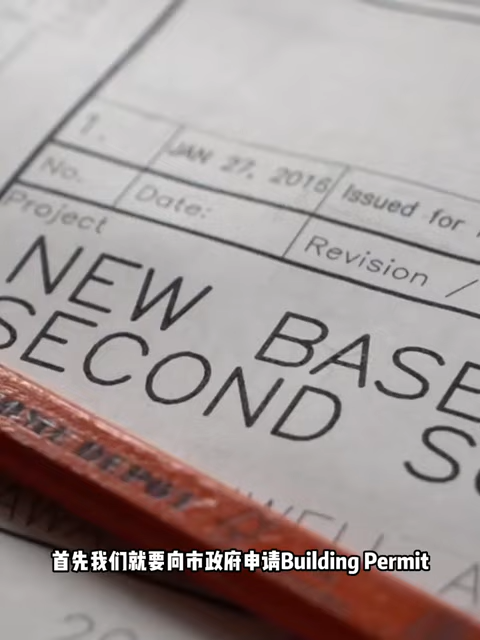 1. JAN 27, 2016 Issued for
No. Date: Revision /
Project
NEW BASE
SECOND S
DEPOT
首先我们就要向市政府申请Building Permit